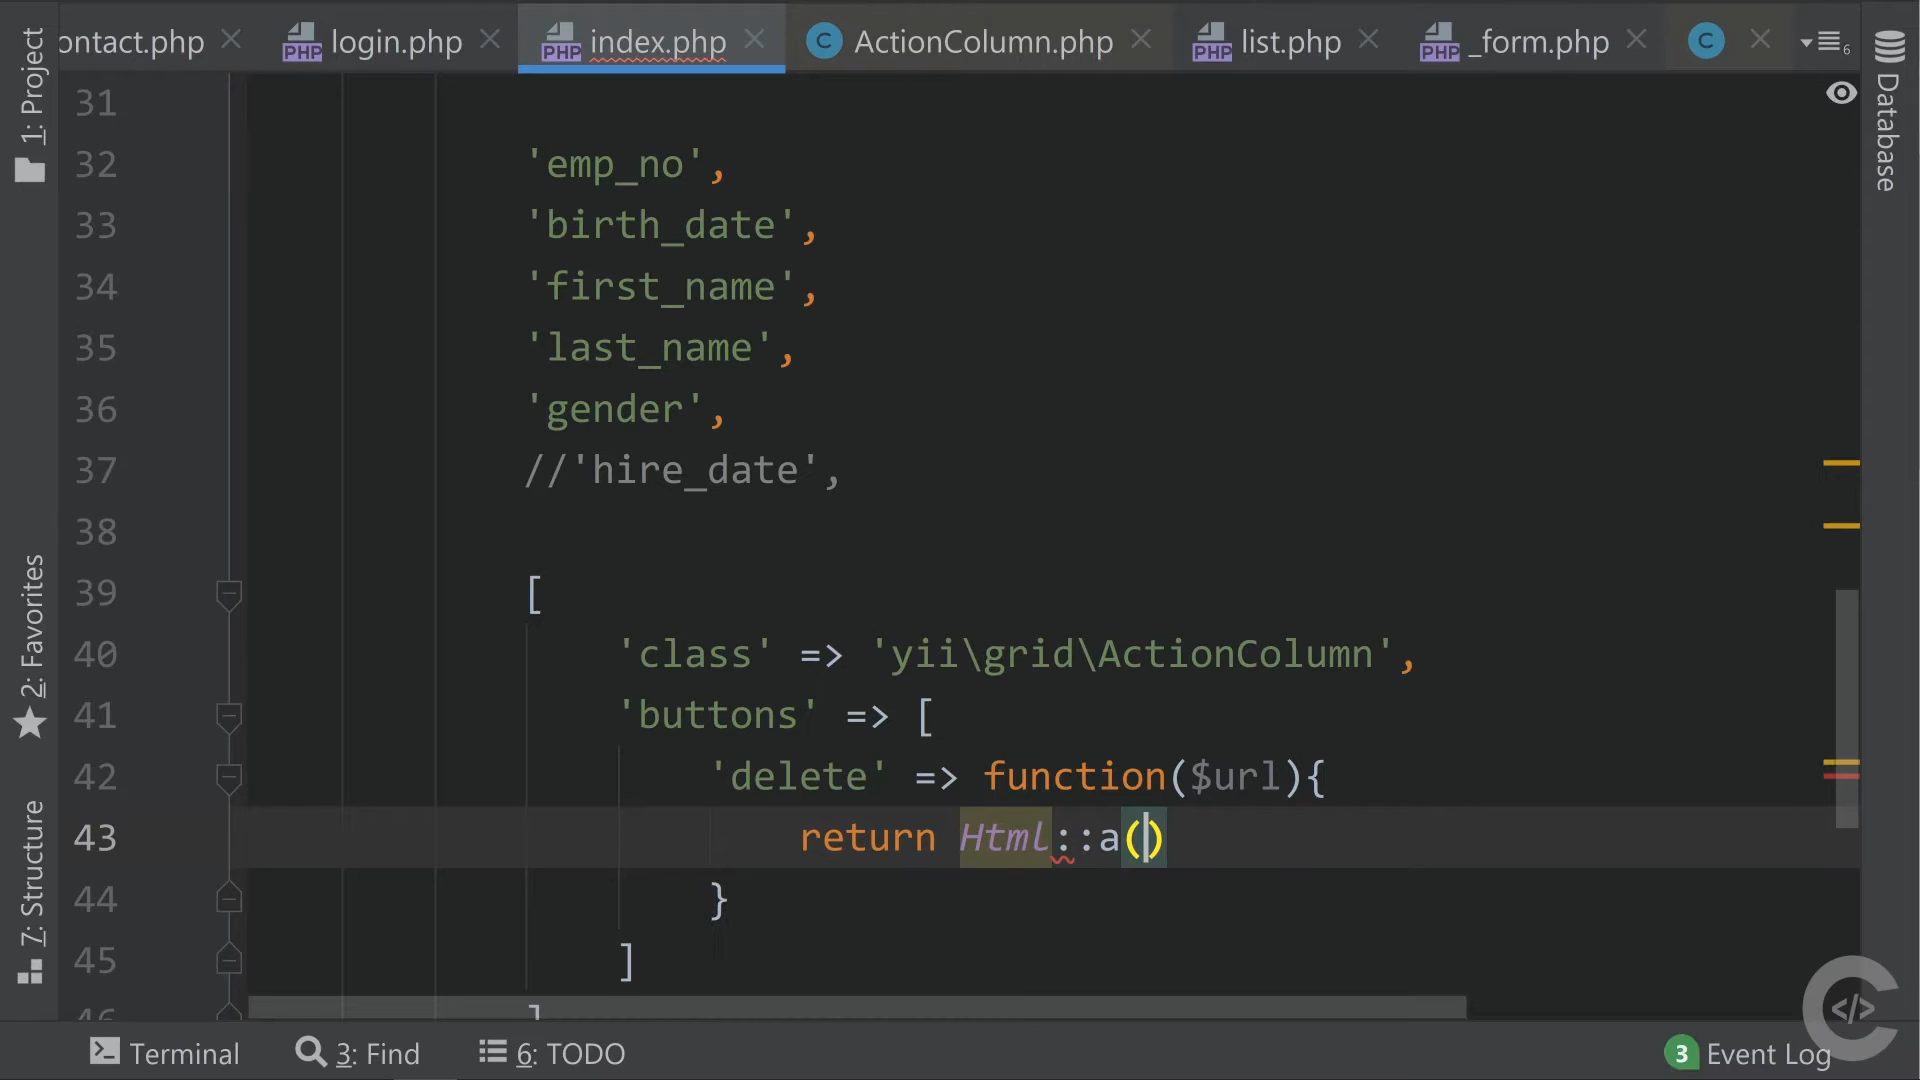 ontact.php
login.php
index.php
ActionColumn.php
list.php
_form.php
6
1: Project
2: Favorites
7: Structure
Database
31
32 'emp_no',
33 'birth_date',
34 'first_name',
35 'last_name',
36 'gender',
37 //'hire_date',
38
39 [
40 'class' => 'yii\grid\ActionColumn',
41 'buttons' => [
42 'delete' => function($url){
43 return Html::a()
44 }
45 ]
46 ]
Terminal
3: Find
6: TODO
3 Event Log